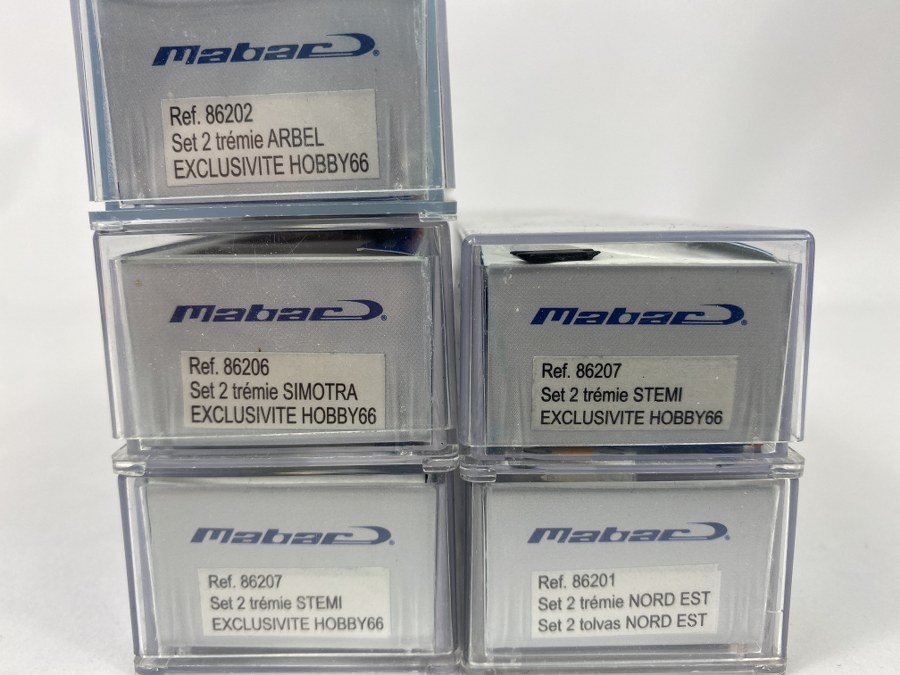 mabar®
Ref. 86202
Set 2 trémie ARBEL
EXCLUSIVITE HOBBY66
mabar®
Ref. 86206
Set 2 trémie SIMOTRA
EXCLUSIVITE HOBBY66
mabar®
Ref. 86207
Set 2 trémie STEMI
EXCLUSIVITE HOBBY66
mabar®
Ref. 86207
Set 2 trémie STEMI
EXCLUSIVITE HOBBY66
mabar®
Ref. 86201
Set 2 trémie NORD EST
Set 2 tolvas NORD EST